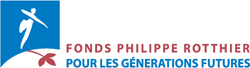 FONDS PHILIPPE ROTTHIER
POUR LES GÉNÉRATIONS FUTURES